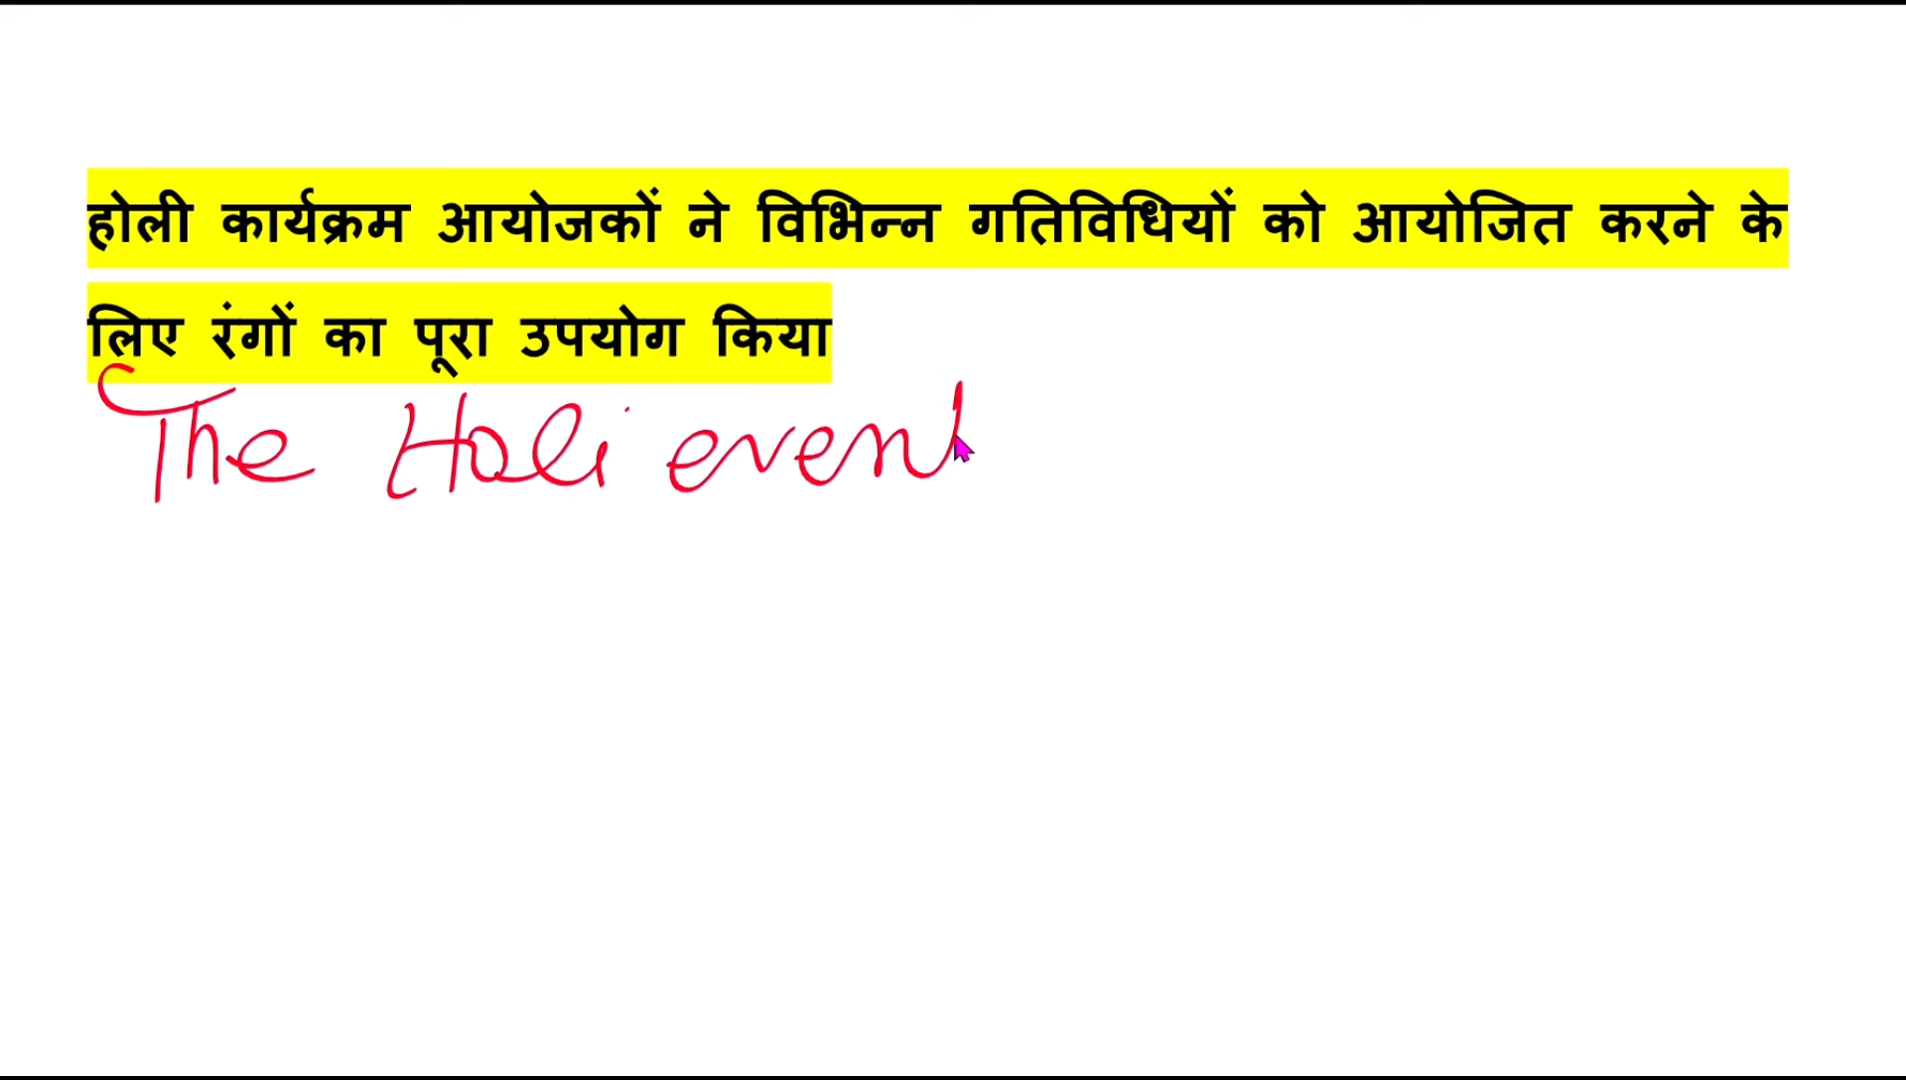 होली कार्यक्रम आयोजकों ने विभिन्न गतिविधियों को आयोजित करने के
लिए रंगों का पूरा उपयोग किया
The Holi event